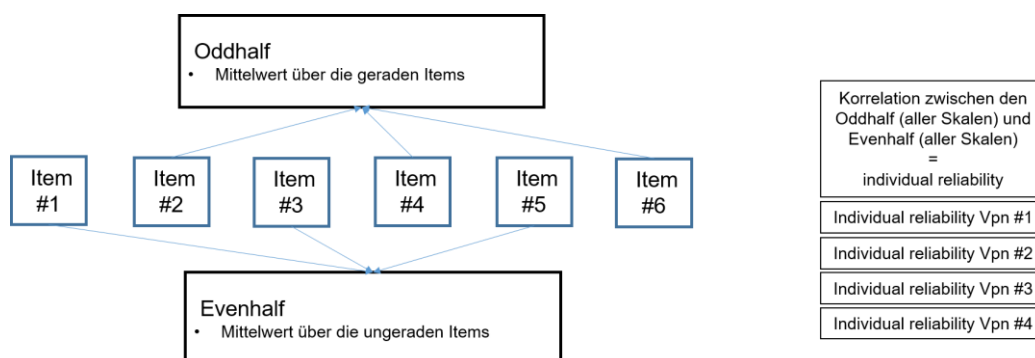 Oddhalf
• Mittelwert über die geraden Items
Item
#1
Item
#2
Item
#3
Item
#4
Item
#5
Item
#6
Evenhalf
• Mittelwert über die ungeraden Items
Korrelation zwischen den
Oddhalf (aller Skalen) und
Evenhalf (aller Skalen)
=
individual reliability
Individual reliability Vpn #1
Individual reliability Vpn #2
Individual reliability Vpn #3
Individual reliability Vpn #4